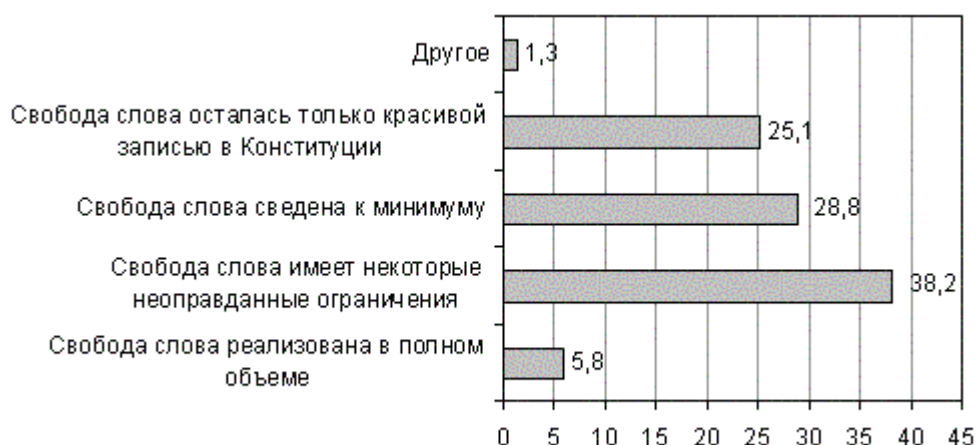 Другое
1,3
Свобода слова осталась только красивой
записью в Конституции
25,1
Свобода слова сведена к минимуму
28,8
Свобода слова имеет некоторые
неоправданные ограничения
38,2
Свобода слова реализована в полном
объеме
5,8
0 5 10 15 20 25 30 35 40 45